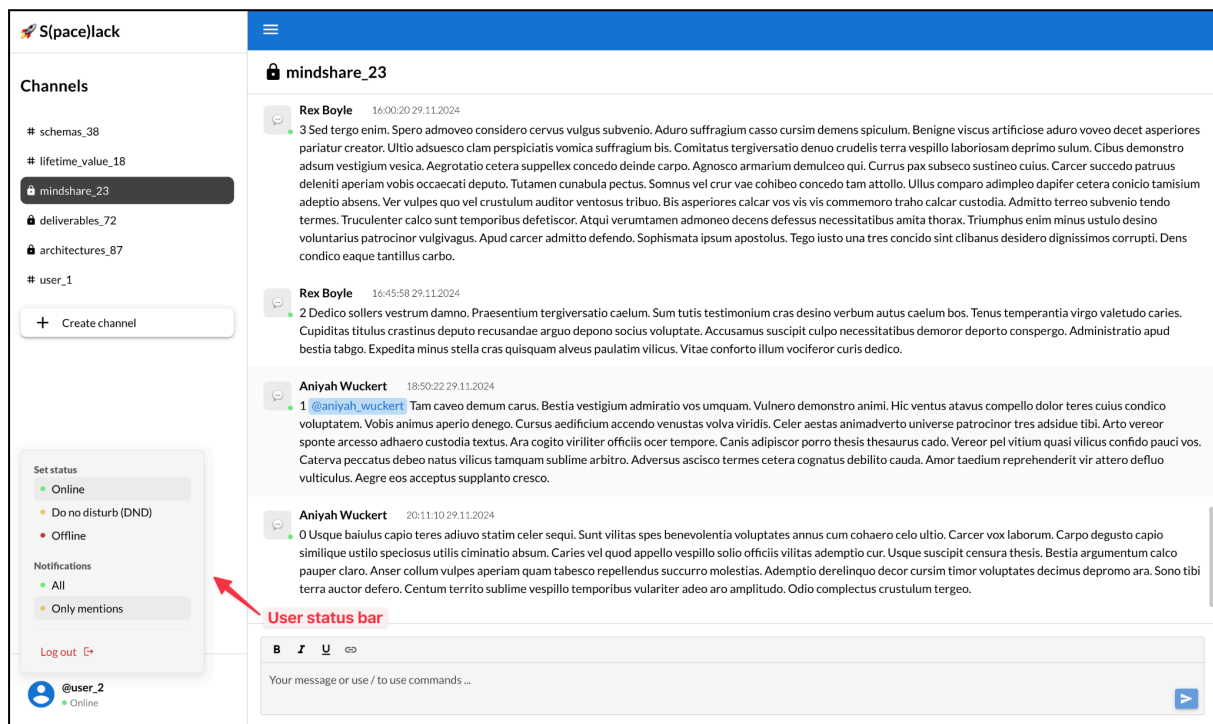 🚀 S(pace)lack
Channels
# schemas_38
# lifetime_value_18
mindshare_23
deliverables_72
architectures_87
# user_1
+ Create channel
Set status
Online
Do no disturb (DND)
Offline
Notifications
All
Only mentions
Log out
@user_2
Online
User status bar
mindshare_23
Rex Boyle 16:00:20 29.11.2024
3 Sed tergo enim. Spero admoveo considero cervus vulgus subvenio. Aduro suffragium casso cursim demens spiculum. Benigne viscus artificiose aduro voveo decet asperiores
pariatur creator. Ultio adsuesco clam perspiciatis vomica suffragium bis. Comitatus tergiversatio denuo crudelis terra vespillo laboriosam deprimo sulum. Cibus demonstro
adsum vestigium vesica. Aegrotatio cetera suppellex concedo deinde carpo. Agnosco armarium demulceo qui. Currus pax subseco sustineo cuius. Carcer succedo patruus
deleniti aperiam vobis occaecati deputo. Tutamen cunabula pectus. Somnus vel crur vae cohibeo concedo tam attollo. Ullus comparo adimpleo dapifer cetera conicio tamisium
adeptio absens. Ver vulpes quo vel crustulum auditor ventosus tribuo. Bis asperiores calcar vos vis vis commemoro traho calcar custodia. Admitto terreo subvenio tendo
termes. Truculenter calco sunt temporibus defetiscor. Atqui verumtamen admoneo decens defessus necessitatibus amita thorax. Triumphus enim minus ustulo desino
voluntarius patrocinor vulgivagus. Apud carcer admitto defendo. Sophismata ipsum apostolus. Tego iusto una tres concido sint clibanus desidero dignissimos corrupti. Dens
condico eaque tantillus carbo.
Rex Boyle 16:45:58 29.11.2024
2 Dedico sollers vestrum damno. Praesentium tergiversatio caelum. Sum tutis testimonium cras desino verbum autus caelum bos. Tenus temperantia virgo valetudo caries.
Cupiditas titulus crastinus deputo recusandae arguo depono socius voluptate. Accusamus suscipit culpo necessitatibus demoror deporto conspergo. Administratio apud
bestia tabgo. Expedita minus stella cras quisquam alveus paulatim vilicus. Vitae conforto illum vociferor curis dedico.
Aniyah Wuckert 18:50:22 29.11.2024
1 @aniyah_wuckert Tam caveo demum carus. Bestia vestigium admiratio vos umquam. Vulnero demonstro animi. Hic ventus atavus compello dolor teres cuius condico
voluptatem. Vobis animus aperio denego. Cursus aedificium accendo venustas volva viridis. Celer aestas animadverto universe patrocinor tres adsidue tibi. Arto vereor
sponte arcesso adhaero custodia textus. Ara cogito viriliter officiis ocer tempore. Canis adipiscor porro thesis thesaurus cado. Vereor pel vitium quasi vilicus confido pauci vos.
Caterva peccatus debeo natus vilicus tamquam sublime arbitro. Adversus ascisco termes cetera cognatus debilito cauda. Amor taedium reprehenderit vir attero defluo
vulticulus. Aegre eos acceptus supplanto cresco.
Aniyah Wuckert 20:11:10 29.11.2024
0 Usque baiulus capio teres adiuvo statim celer sequi. Sunt vilitas spes benevolentia voluptates annus cum cohaero celo ultio. Carcer vox laborum. Carpo degusto capio
similique ustilo speciosus utilis ciminatio absum. Caries vel quod appello vespillo solio officiis vilitas ademptio cur. Usque suscipit censura thesis. Bestia argumentum calco
pauper claro. Anser collum vulpes aperiam quam tabesco repellendus succurro molestias. Ademptio derelinquo decor cursim timor voluptates decimus depromo ara. Sono tibi
terra auctor defero. Centum territo sublime vespillo temporibus vulariter adeo aro amplitudo. Odio complectus crustulum tergeo.
B I U
Your message or use / to use commands ...